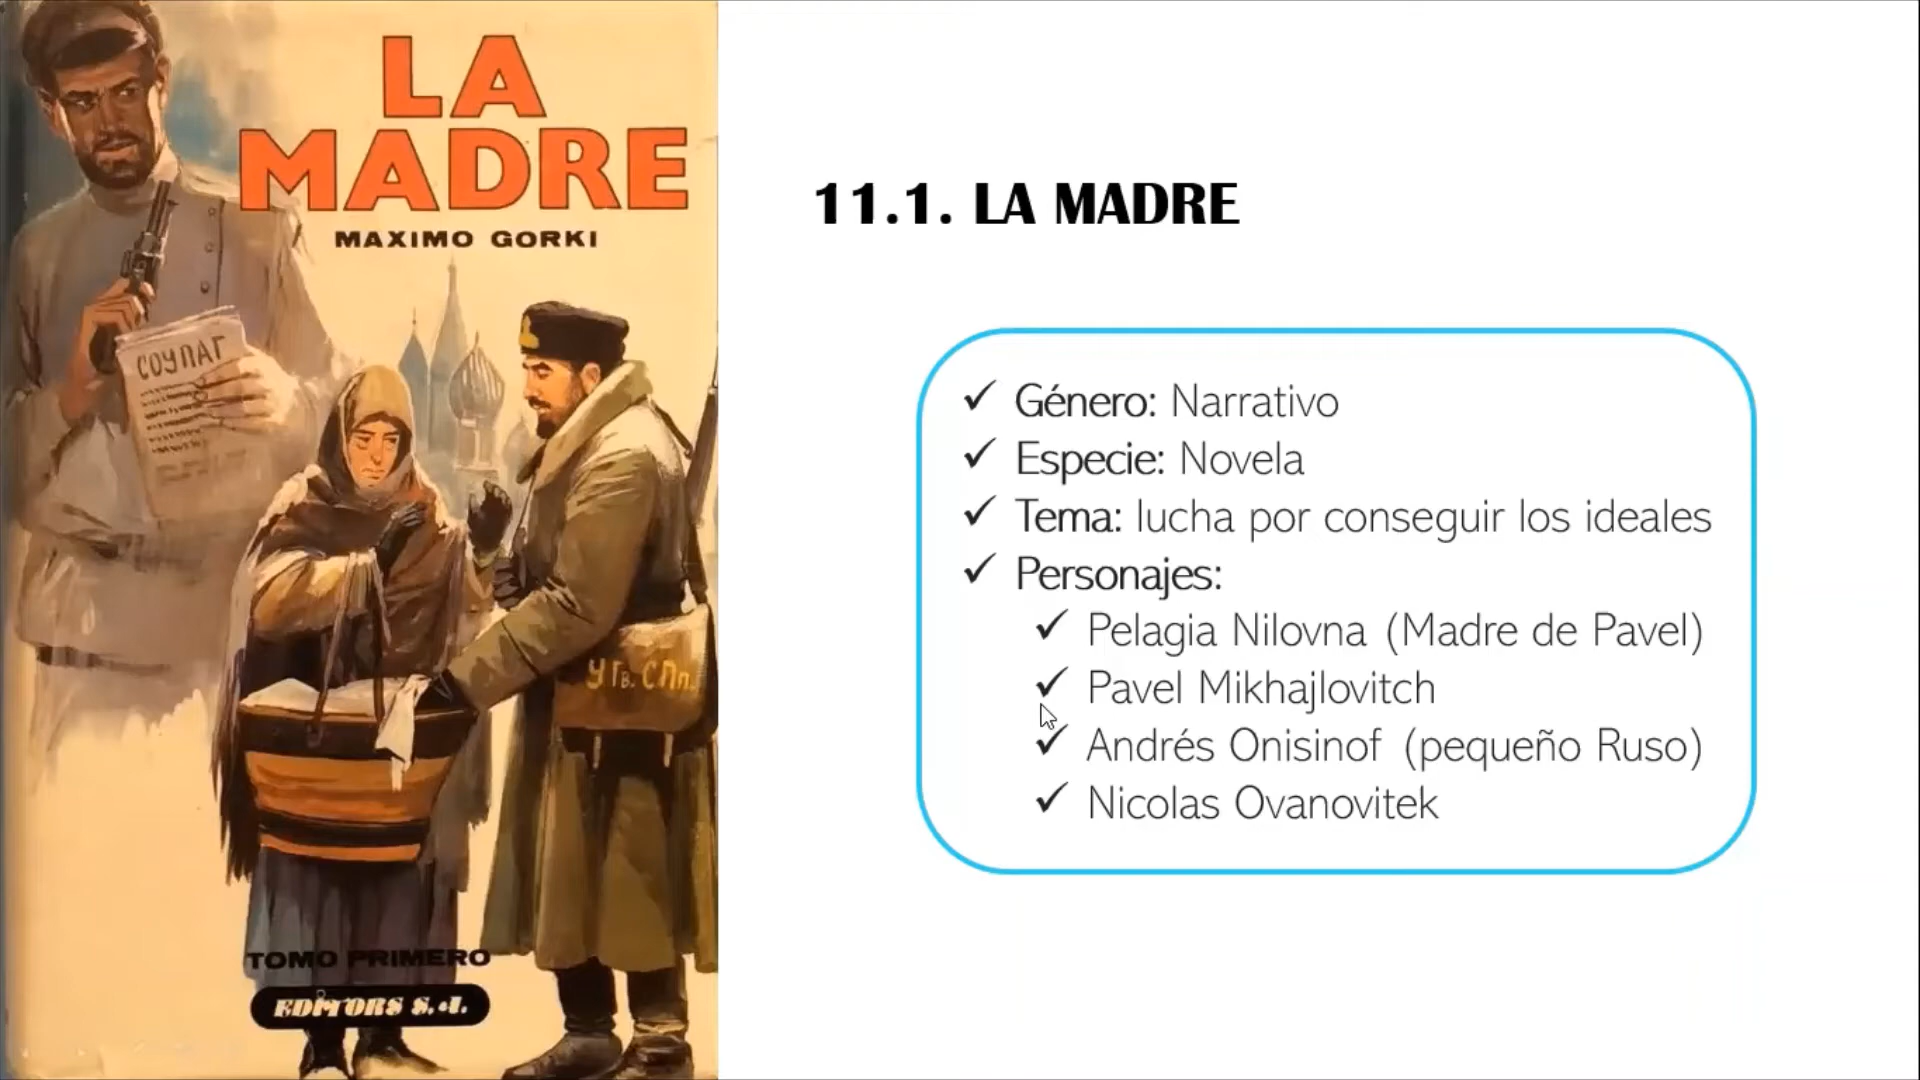 LA
MADRE
MAXIMO GORKI
СОУПАГ
УГв. СПп.
TOMO PRIMERO
EDITORS S.A.
11.1. LA MADRE
Género: Narrativo
Especie: Novela
Tema: lucha por conseguir los ideales
Personajes:
Pelagia Nilovna (Madre de Pavel)
Pavel Mikhajlovitch
Andrés Onisinof (pequeño Ruso)
Nicolas Ovanovitek